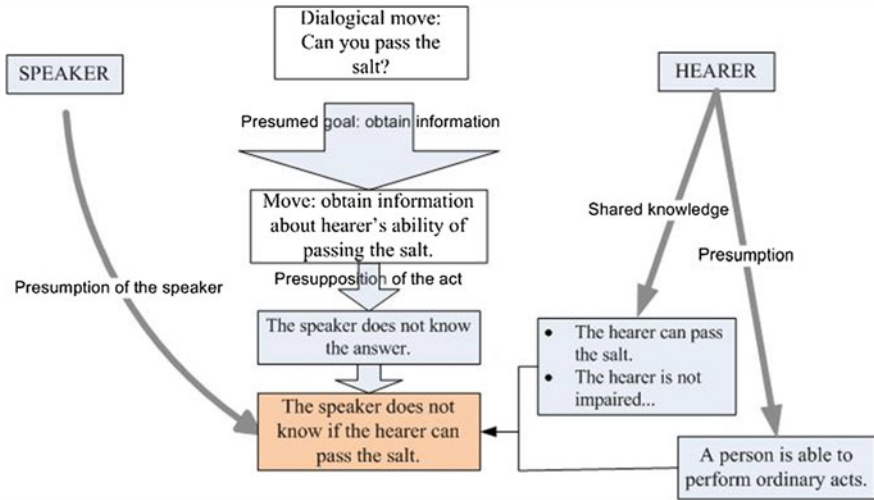 Dialogical move:
Can you pass the
salt?
SPEAKER
HEARER
Presumed goal: obtain information
Move: obtain information
about hearer's ability of
passing the salt.
Shared knowledge
Presumption
Presupposition of the act
Presumption of the speaker
The speaker does not know
the answer.
• The hearer can pass
the salt.
• The hearer is not
impaired...
The speaker does not
know if the hearer can
pass the salt.
A person is able to
perform ordinary acts.